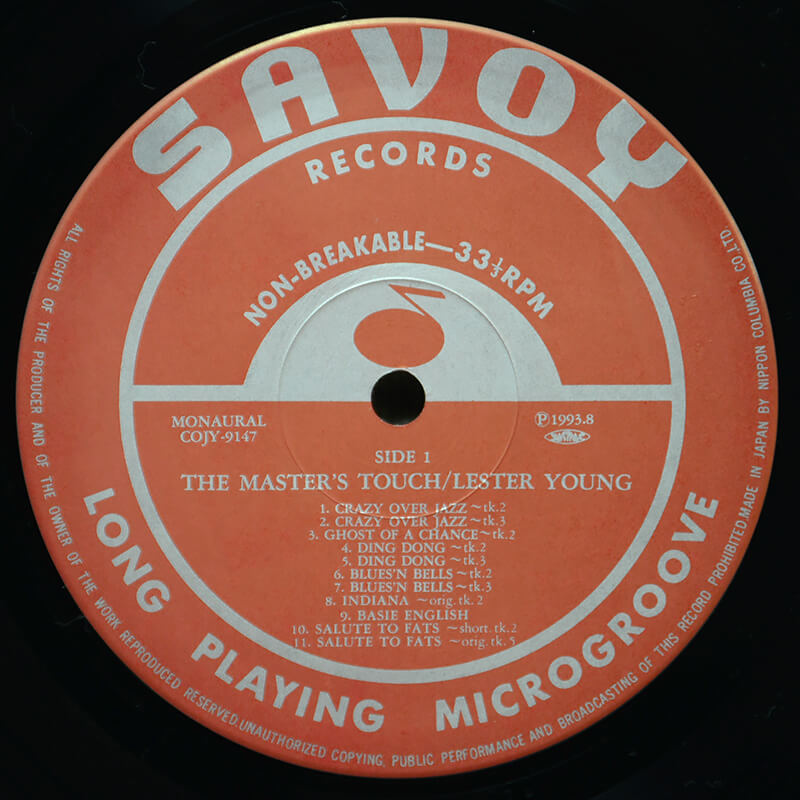 SAVOY
RECORDS
NON-BREAKABLE—33⅓RPM
MONAURAL
COJY-9147
Ⓟ1993.8
SIDE 1
THE MASTER'S TOUCH/LESTER YOUNG
1. CRAZY OVER JAZZ ~tk.2
2. CRAZY OVER JAZZ ~tk.3
3. GHOST OF A CHANCE~tk.2
4. DING DONG ~tk.2
5. DING DONG ~tk.3
6. BLUES'N BELLS ~tk.2
7. BLUES'N BELLS ~tk.3
8. INDIANA ~orig. tk. 2
9. BASIE ENGLISH
10. SALUTE TO FATS ~short. tk.2
11. SALUTE TO FATS ~orig. tk. 5
LONG PLAYING MICROGROOVE
ALL RIGHTS OF THE PRODUCER AND OF THE OWNER OF THE WORK REPRODUCED RESERVED.UNAUTHORIZED COPYING, PUBLIC PERFORMANCE AND BROADCASTING OF THIS RECORD PROHIBITED.MADE IN JAPAN BY NIPPON COLUMBIA CO.,LTD.